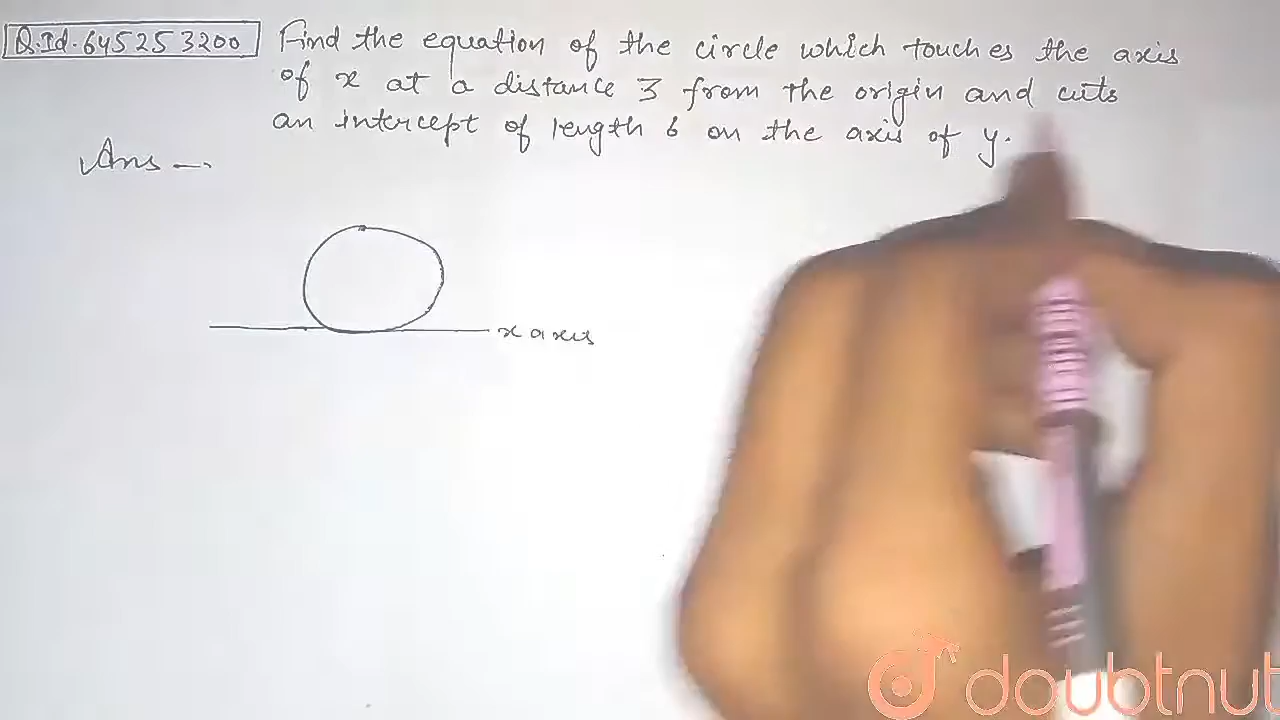 Q.Id.645253200 Find the equation of the circle which touches the axis
of x at a distance 3 from the origin and cuts
an intercept of length 6 on the axis of y.
Ans –.
x axis
doubtnut